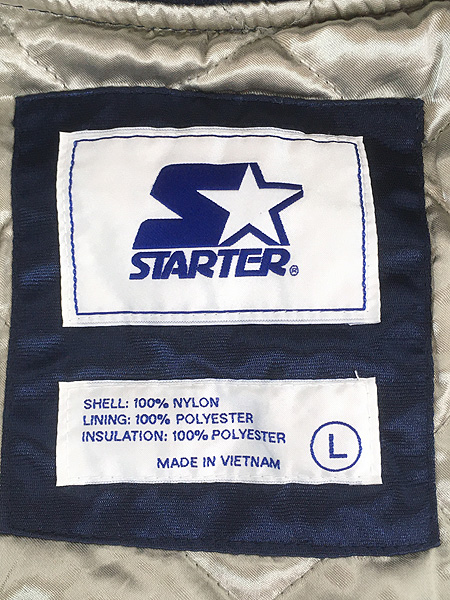 STARTER®
SHELL: 100% NYLON
LINING: 100% POLYESTER
INSULATION: 100% POLYESTER
L
MADE IN VIETNAM